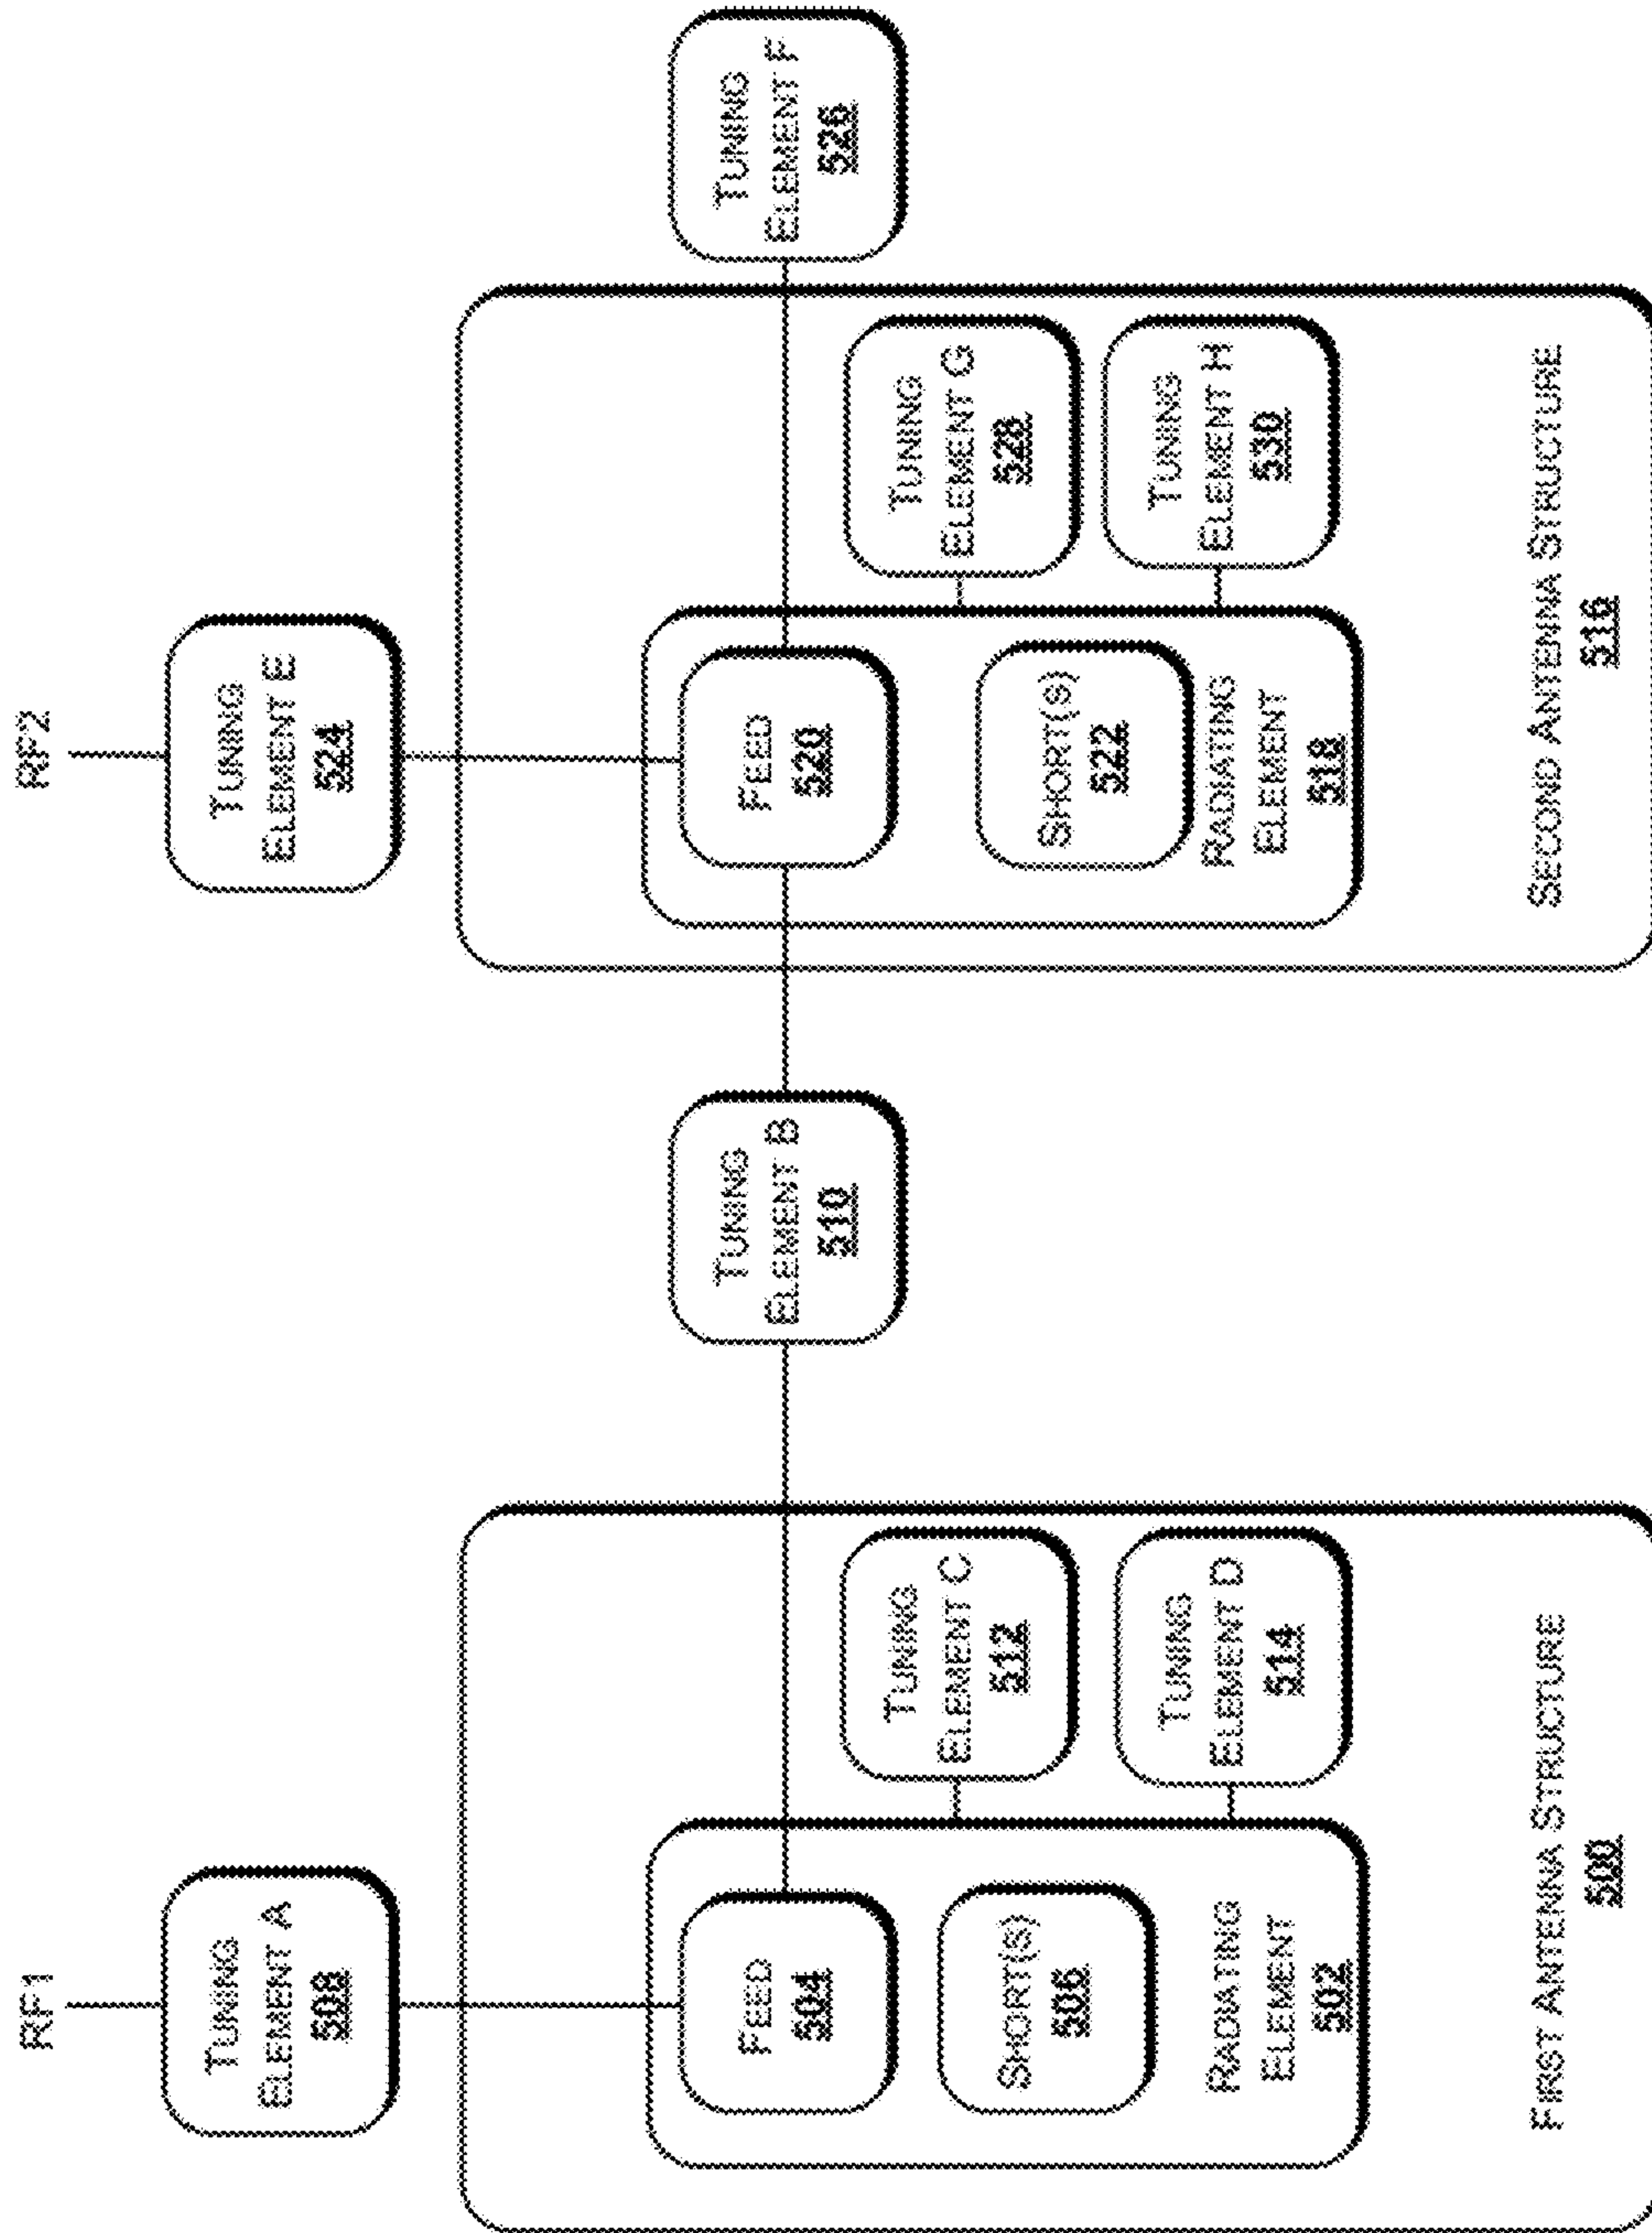 RF1
TUNING
ELEMENT A
508
FEED
504
SHORT(S)
506
RADIATING
ELEMENT
502
TUNING
ELEMENT C
512
TUNING
ELEMENT D
514
FIRST ANTENNA STRUCTURE
500
TUNING
ELEMENT B
510
RF2
TUNING
ELEMENT E
524
FEED
520
SHORT(S)
522
RADIATING
ELEMENT
518
TUNING
ELEMENT G
528
TUNING
ELEMENT H
530
SECOND ANTENNA STRUCTURE
516
TUNING
ELEMENT F
526